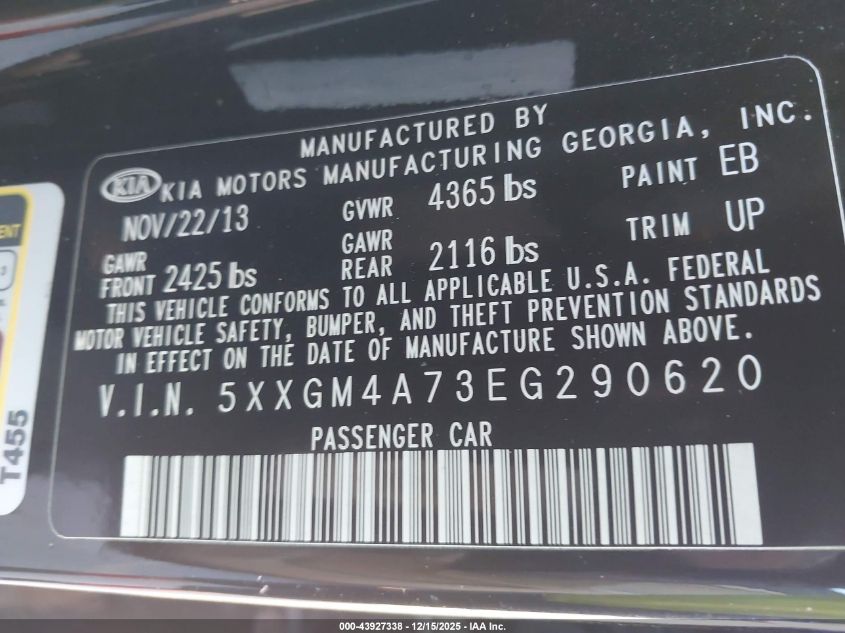 MANUFACTURED BY
KIA KIA MOTORS MANUFACTURING GEORGIA, INC.
NOV/22/13 GVWR 4365 lbs PAINT EB
GAWR FRONT 2425 lbs GAWR REAR 2116 lbs TRIM UP
THIS VEHICLE CONFORMS TO ALL APPLICABLE U.S.A. FEDERAL
MOTOR VEHICLE SAFETY, BUMPER, AND THEFT PREVENTION STANDARDS
IN EFFECT ON THE DATE OF MANUFACTURE SHOWN ABOVE.
V.I.N. 5XXGM4A73EG290620
PASSENGER CAR
T455
000-43927338 - 12/15/2025 - IAA Inc.